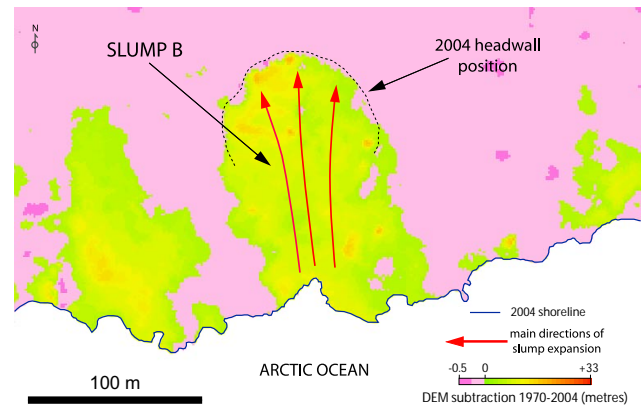 N
SLUMP B
2004 headwall
position
2004 shoreline
main directions of
slump expansion
ARCTIC OCEAN
-0.5 0 +33
DEM subtraction 1970-2004 (metres)
100 m